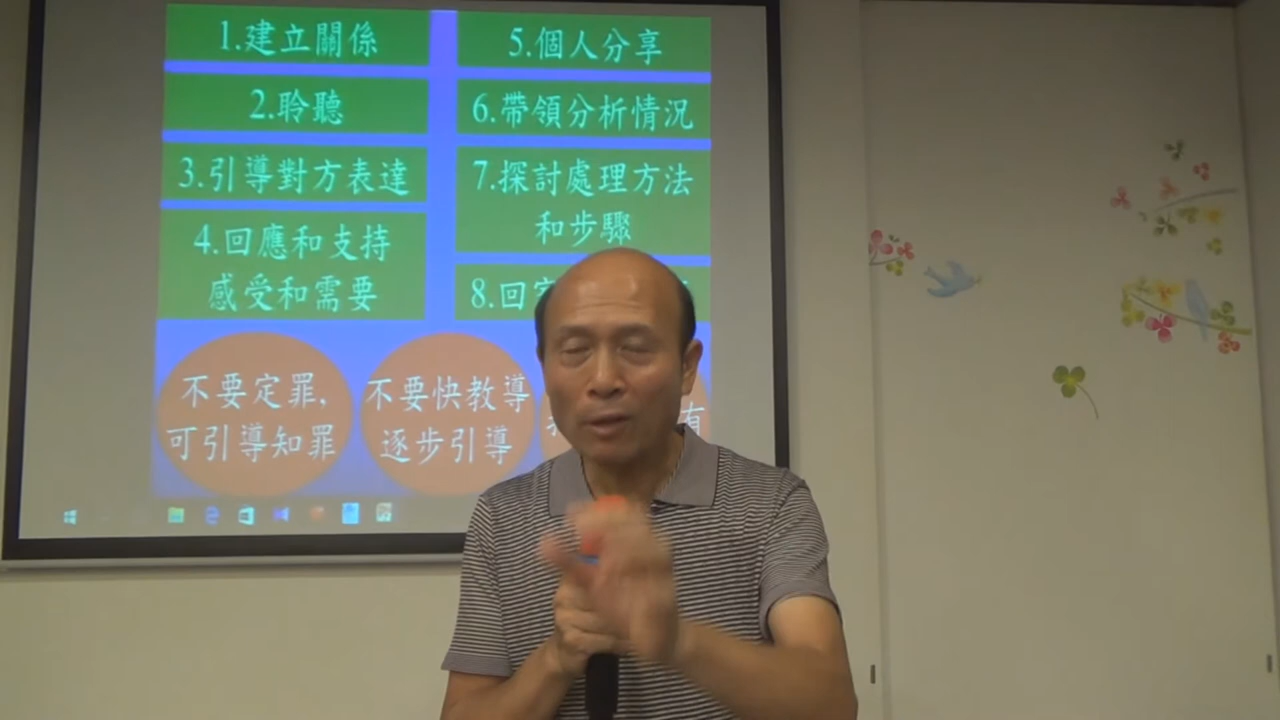 1.建立關係
2.聆聽
3.引導對方表達
4.回應和支持
感受和需要
5.個人分享
6.帶領分析情況
7.探討處理方法
和步驟
8.回
不要定罪,
可引導知罪
不要快教導
逐步引導
有